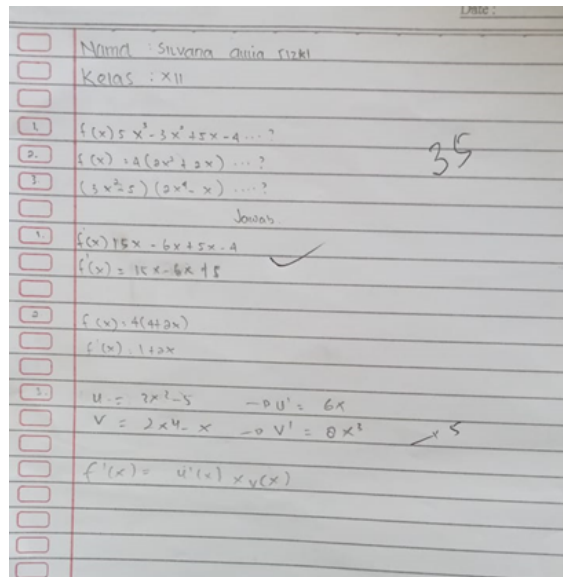 Date :
Nama : Silvana aulia rizki
Kelas : XII
1. f(x) 5x³-3x²+5x-4 ...?
35
2. f(x) = 4(2x²+2x) ...?
3. (3x²-5)(2x⁴-x) ....?
Jawab
1. f'(x) 15x - 6x + 5x - 4
f'(x) = 15x-6x+5
2 f(x) = 4(4+2x)
f'(x) = 1+2x
3. u = 3x²-5 → u' = 6x
v = 2x4-x → v' = 8x³ 5
f'(x) = u'(x) x v(x)